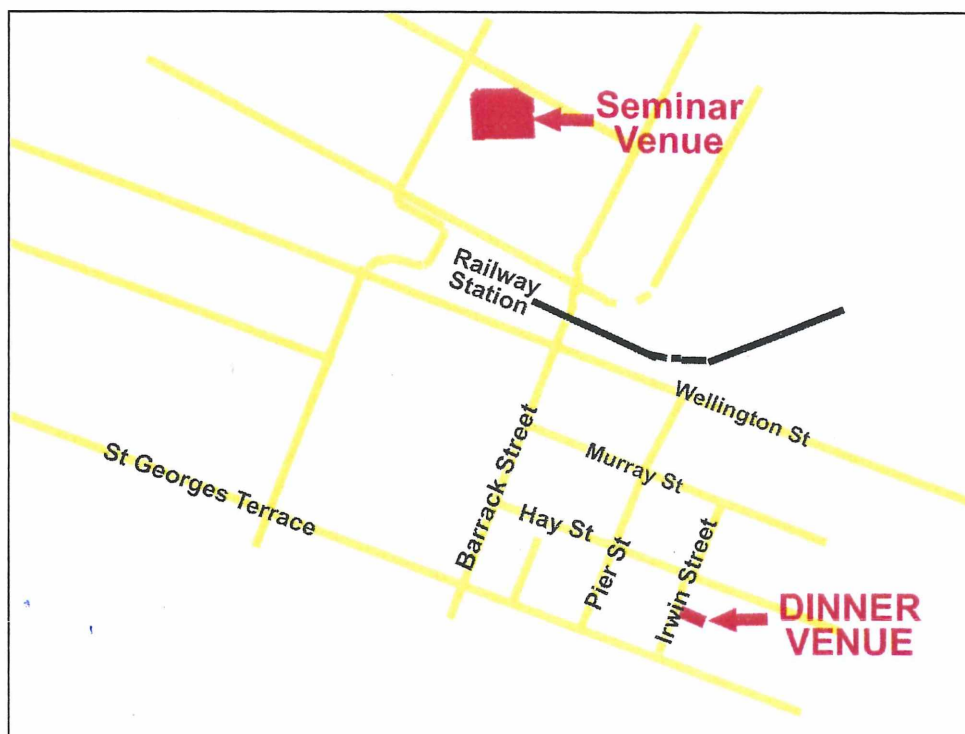 Seminar
Venue
Railway
Station
Wellington St
Murray St
Barrack Street
St Georges Terrace
Hay St
Pier St
Irwin Street
DINNER
VENUE